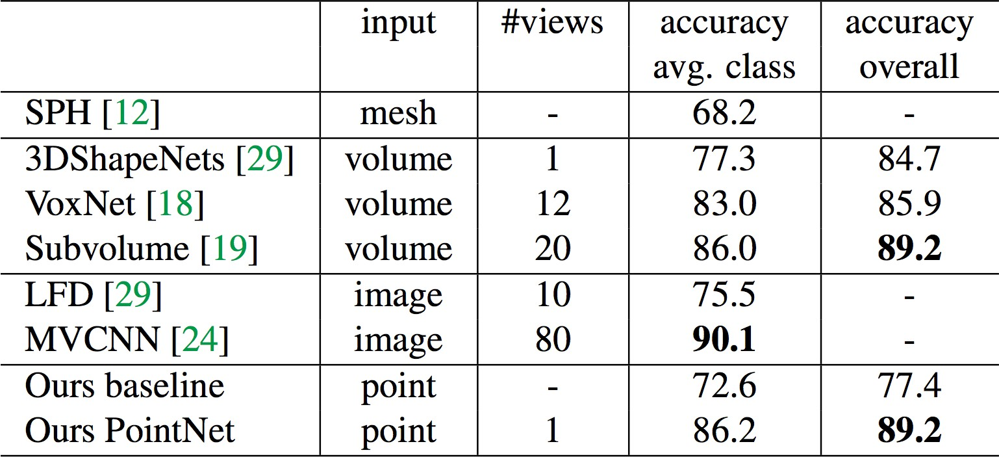 input #views accuracy accuracy
avg. class overall
SPH [12] mesh - 68.2 -
3DShapeNets [29] volume 1 77.3 84.7
VoxNet [18] volume 12 83.0 85.9
Subvolume [19] volume 20 86.0 89.2
LFD [29] image 10 75.5 -
MVCNN [24] image 80 90.1 -
Ours baseline point - 72.6 77.4
Ours PointNet point 1 86.2 89.2